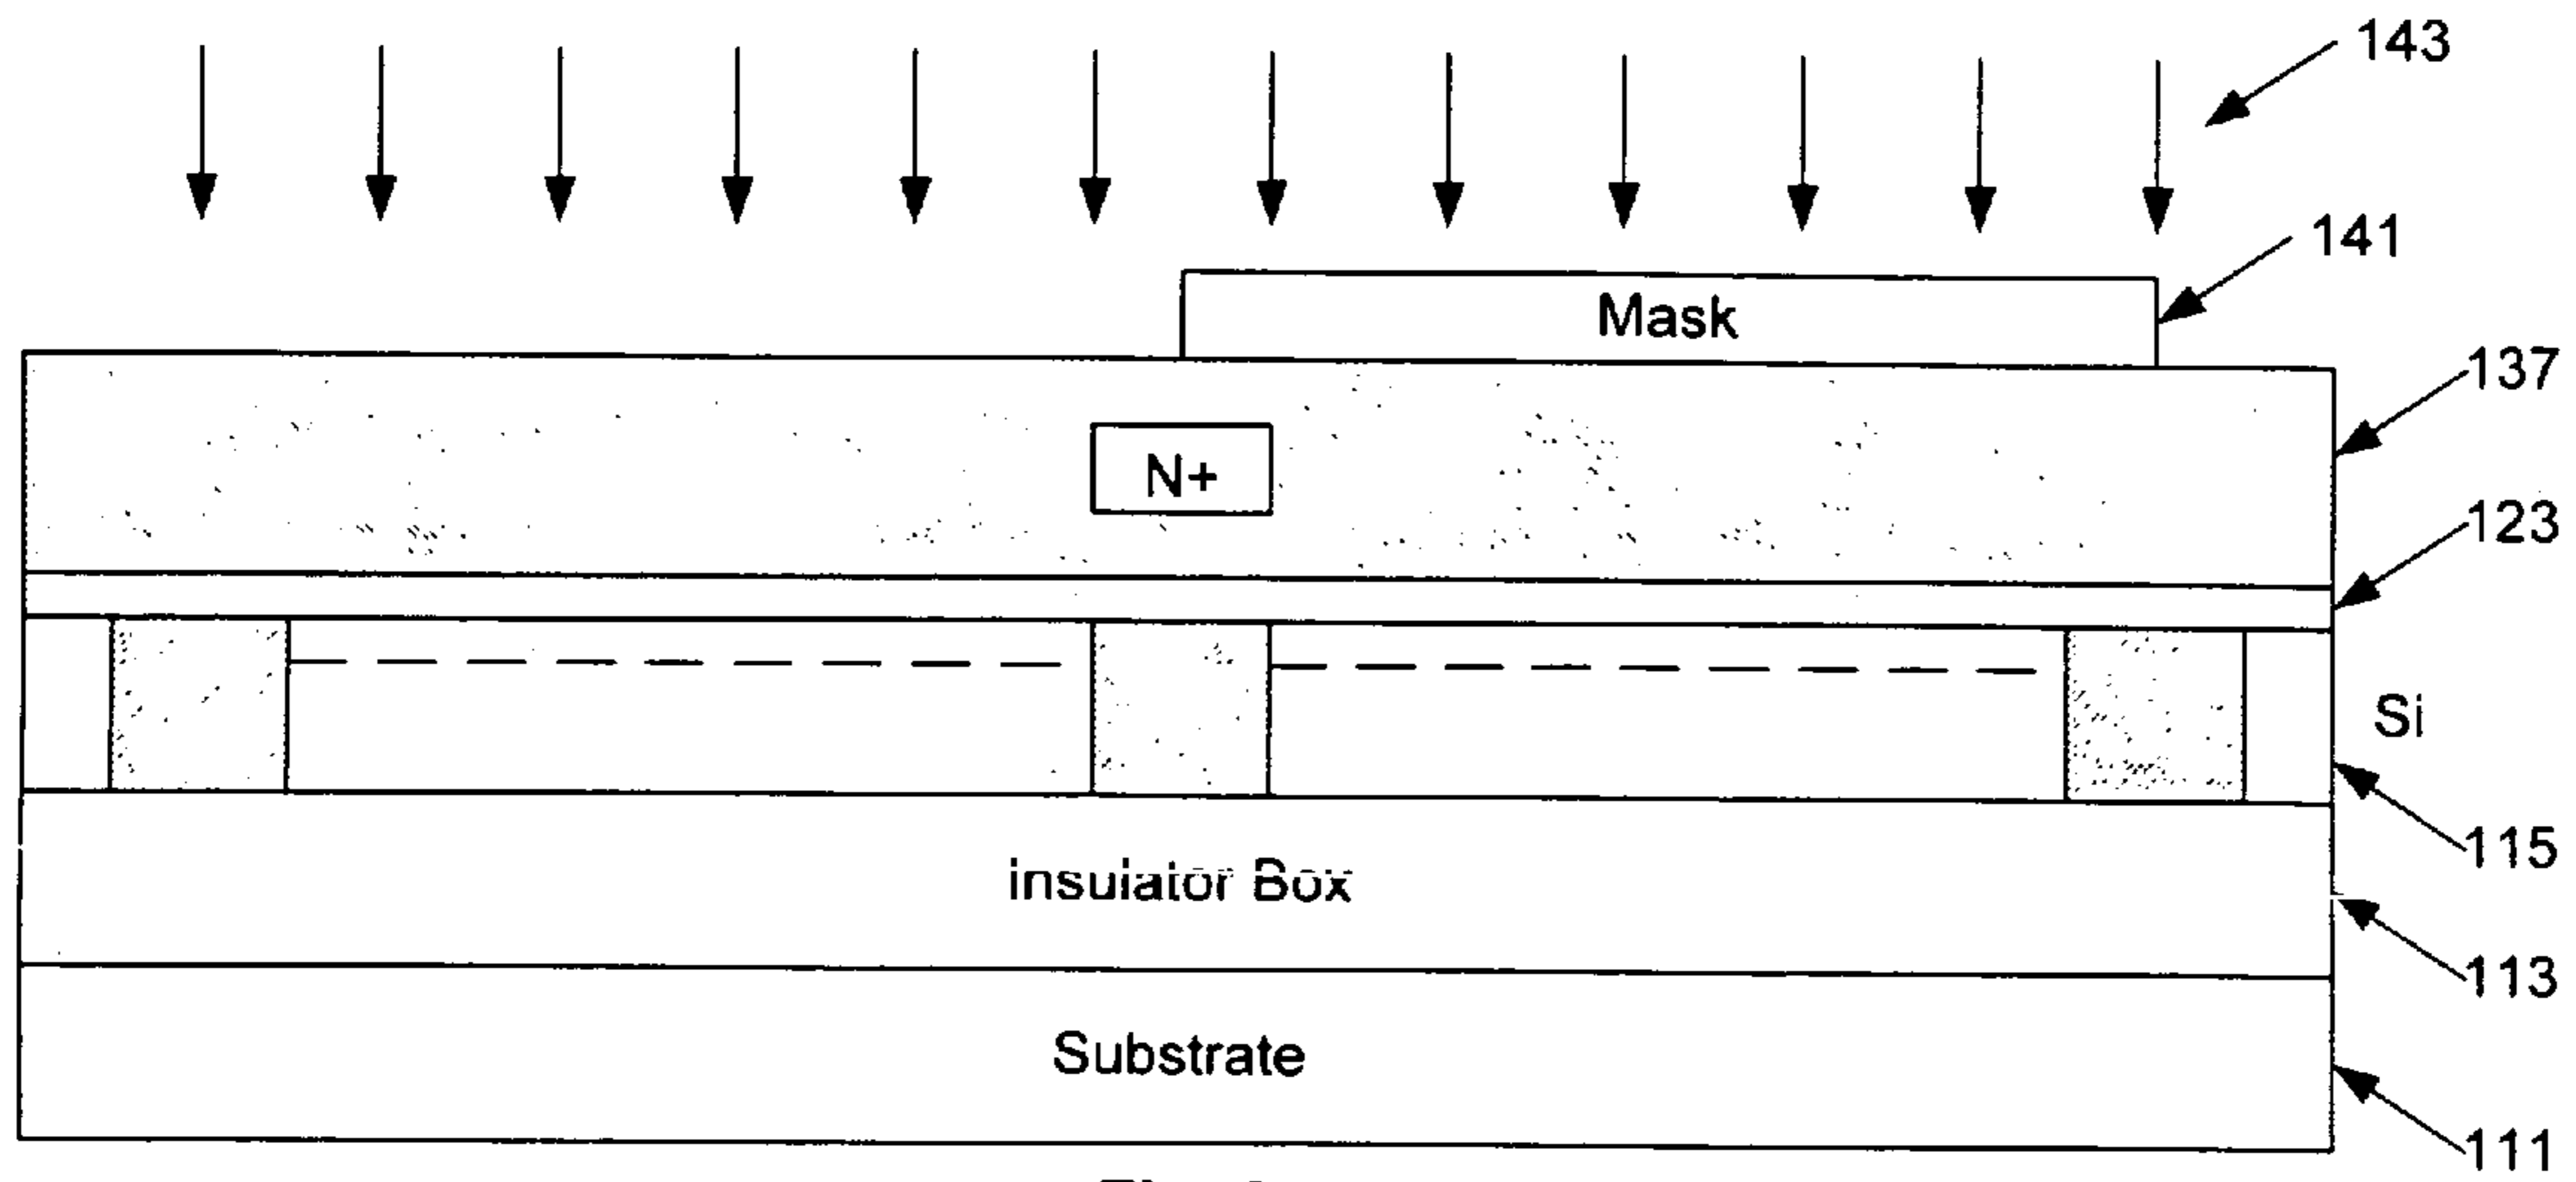 143
141
Mask
137
N+
123
Si
115
insulator Box
113
Substrate
111